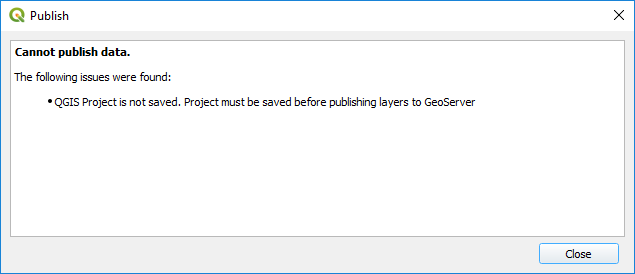 Publish
Cannot publish data.
The following issues were found:
• QGIS Project is not saved. Project must be saved before publishing layers to GeoServer
Close